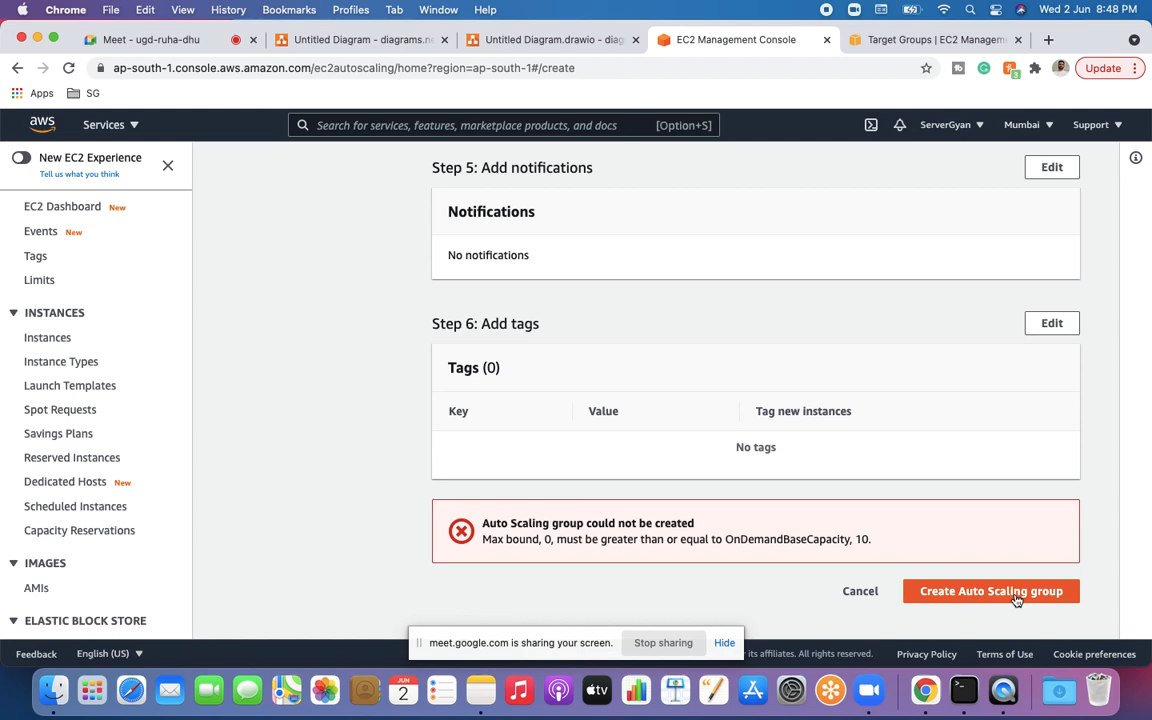 Chrome File Edit View History Bookmarks Profiles Tab Window Help Wed 2 Jun 8:48 PM
Meet - ugd-ruha-dhu
Untitled Diagram - diagrams.ne
Untitled Diagram.drawio - diag
EC2 Management Console
Target Groups | EC2 Managem
ap-south-1.console.aws.amazon.com/ec2autoscaling/home?region=ap-south-1#/create
Update
Apps SG
aws Services Search for services, features, marketplace products, and docs [Option+S] ServerGyan Mumbai Support
New EC2 Experience
Tell us what you think
EC2 Dashboard New
Events New
Tags
Limits
INSTANCES
Instances
Instance Types
Launch Templates
Spot Requests
Savings Plans
Reserved Instances
Dedicated Hosts New
Scheduled Instances
Capacity Reservations
IMAGES
AMIs
ELASTIC BLOCK STORE
Step 5: Add notifications Edit
Notifications
No notifications
Step 6: Add tags Edit
Tags (0)
Key Value Tag new instances
No tags
Auto Scaling group could not be created
Max bound, 0, must be greater than or equal to OnDemandBaseCapacity, 10.
Cancel Create Auto Scaling group
meet.google.com is sharing your screen. Stop sharing Hide
Feedback English (US) its affiliates. All rights reserved. Privacy Policy Terms of Use Cookie preferences
JUN
2
tv